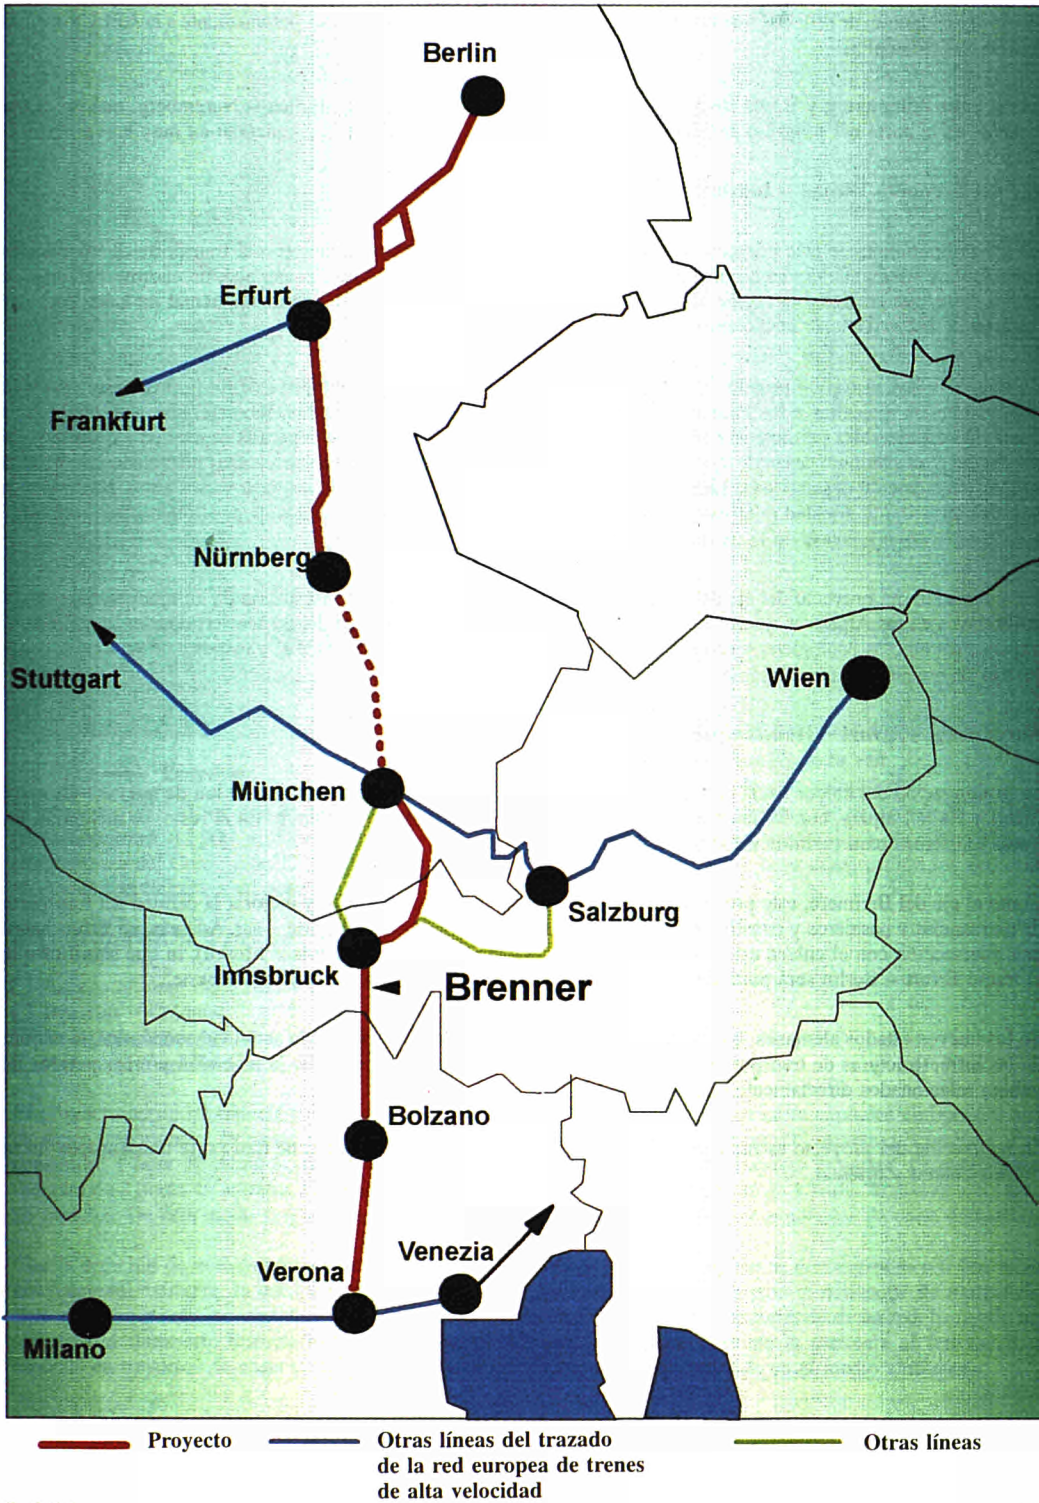 Berlin
Erfurt
Frankfurt
Nürnberg
Stuttgart
Wien
München
Salzburg
Innsbruck
Brenner
Bolzano
Venezia
Verona
Milano
Proyecto
Otras líneas del trazado
de la red europea de trenes
de alta velocidad
Otras líneas